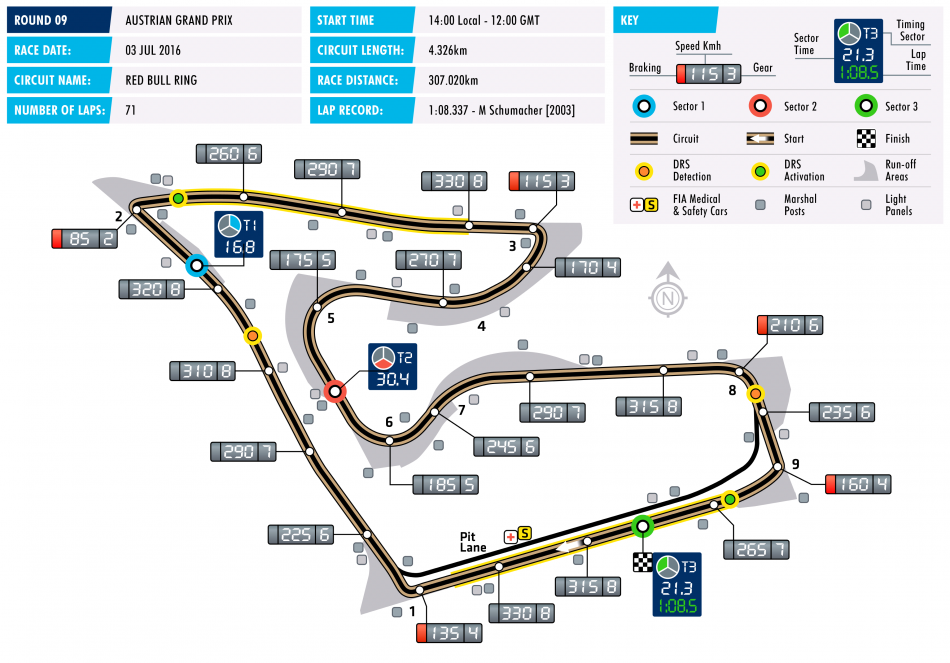 ROUND 09 AUSTRIAN GRAND PRIX
RACE DATE: 03 JUL 2016
CIRCUIT NAME: RED BULL RING
NUMBER OF LAPS: 71
START TIME 14:00 Local - 12:00 GMT
CIRCUIT LENGTH: 4.326km
RACE DISTANCE: 307.020km
LAP RECORD: 1:08.337 - M Schumacher [2003]
KEY
Speed Kmh
Braking 115 3 Gear
Sector Time
T3
21.3
1:08.5
Timing Sector
Lap Time
Sector 1
Sector 2
Sector 3
Circuit
Start
Finish
DRS Detection
DRS Activation
Run-off Areas
S
FIA Medical & Safety Cars
Marshal Posts
Light Panels
260 6
290 7
330 8
115 3
2
85 2
T1
16.8
3
175 5
270 7
170 4
320 8
N
5
4
210 6
T2
30.4
310 8
8
290 7
315 8
235 6
7
6
245 6
290 7
9
185 5
160 4
225 6
Pit Lane
S
265 7
T3
21.3
1:08.5
315 8
330 8
1
135 4